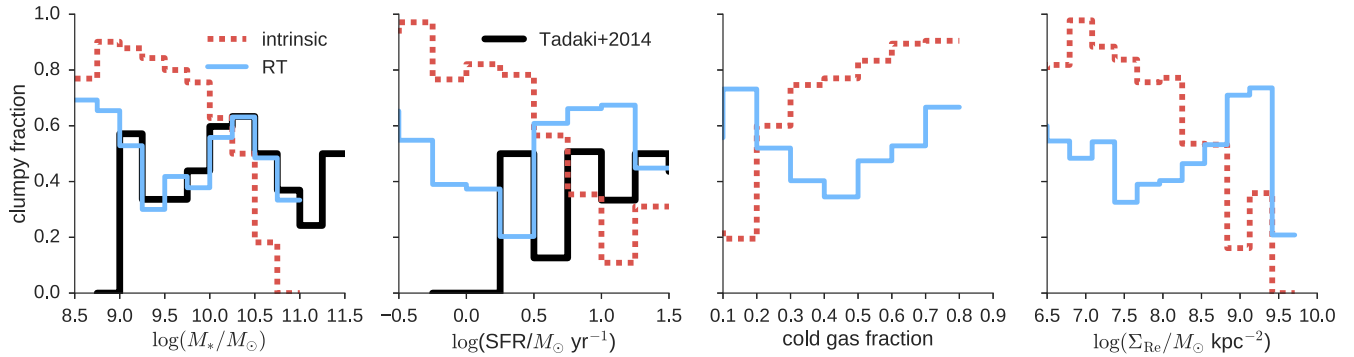 clumpy fraction
1.0
0.8
0.6
0.4
0.2
0.0
intrinsic
RT
Tadaki+2014
8.5 9.0 9.5 10.0 10.5 11.0 11.5
−0.5 0.0 0.5 1.0 1.5
0.1 0.2 0.3 0.4 0.5 0.6 0.7 0.8 0.9
6.5 7.0 7.5 8.0 8.5 9.0 9.5 10.0
log(M*/M⊙)
log(SFR/M⊙ yr⁻¹)
cold gas fraction
log(Σ_Re/M⊙ kpc⁻²)